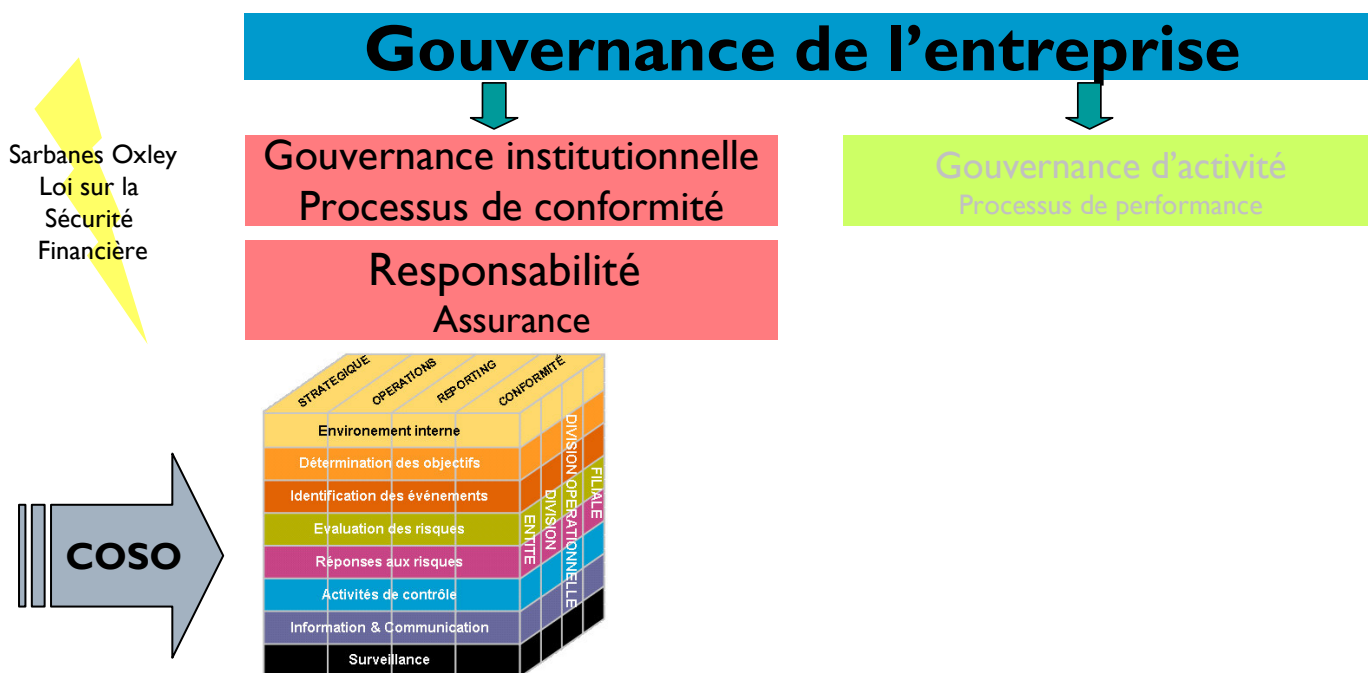 Gouvernance de l'entreprise
Sarbanes Oxley
Loi sur la
Sécurité
Financière
Gouvernance institutionnelle
Processus de conformité
Gouvernance d'activité
Processus de performance
Responsabilité
Assurance
COSO
STRATEGIQUE
OPERATIONS
REPORTING
CONFORMITÉ
Environement interne
Détermination des objectifs
Identification des événements
Evaluation des risques
Réponses aux risques
Activités de contrôle
Information & Communication
Surveillance
ENTITE
DIVISION
DIVISION OPERATIONNELLE
FILIALE